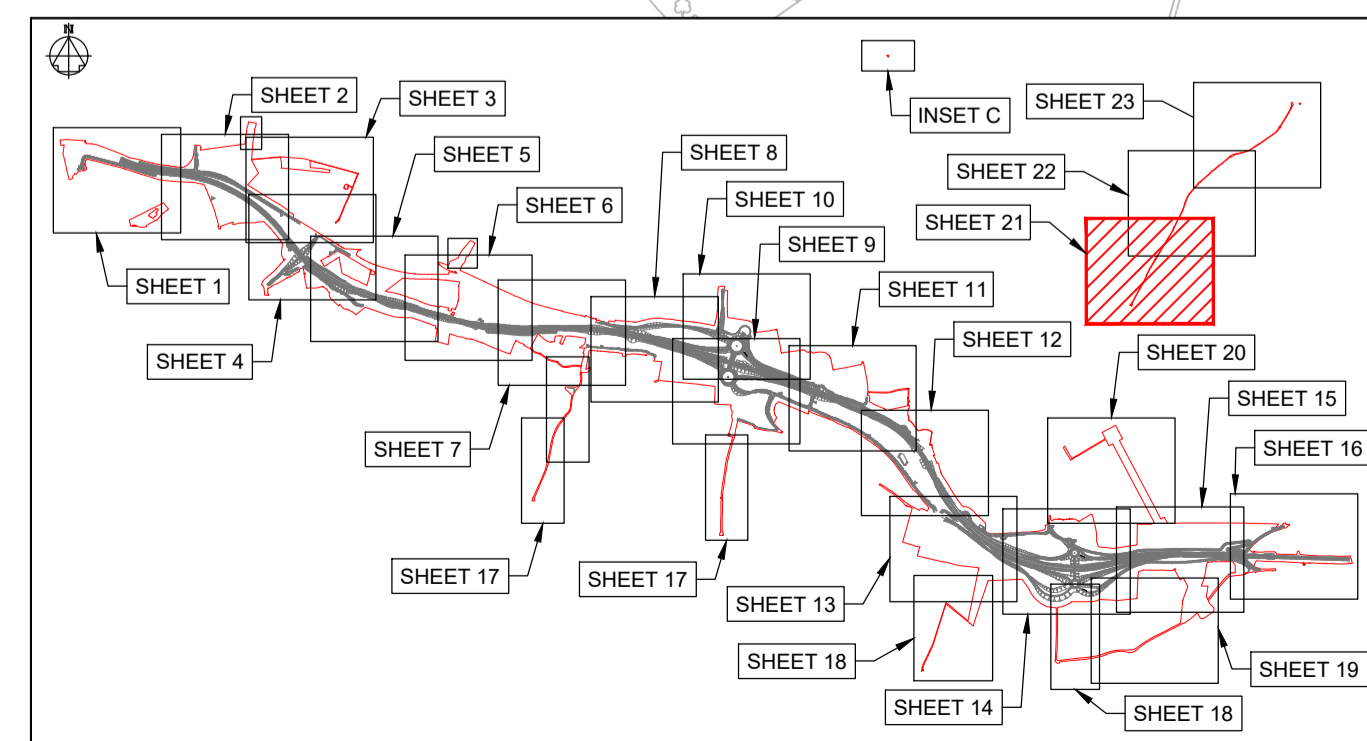 N
INSET C
SHEET 2
SHEET 3
SHEET 23
SHEET 5
SHEET 8
SHEET 22
SHEET 6
SHEET 10
SHEET 21
SHEET 9
SHEET 1
SHEET 11
SHEET 12
SHEET 4
SHEET 20
SHEET 15
SHEET 7
SHEET 16
SHEET 17
SHEET 17
SHEET 13
SHEET 18
SHEET 19
SHEET 14
SHEET 18